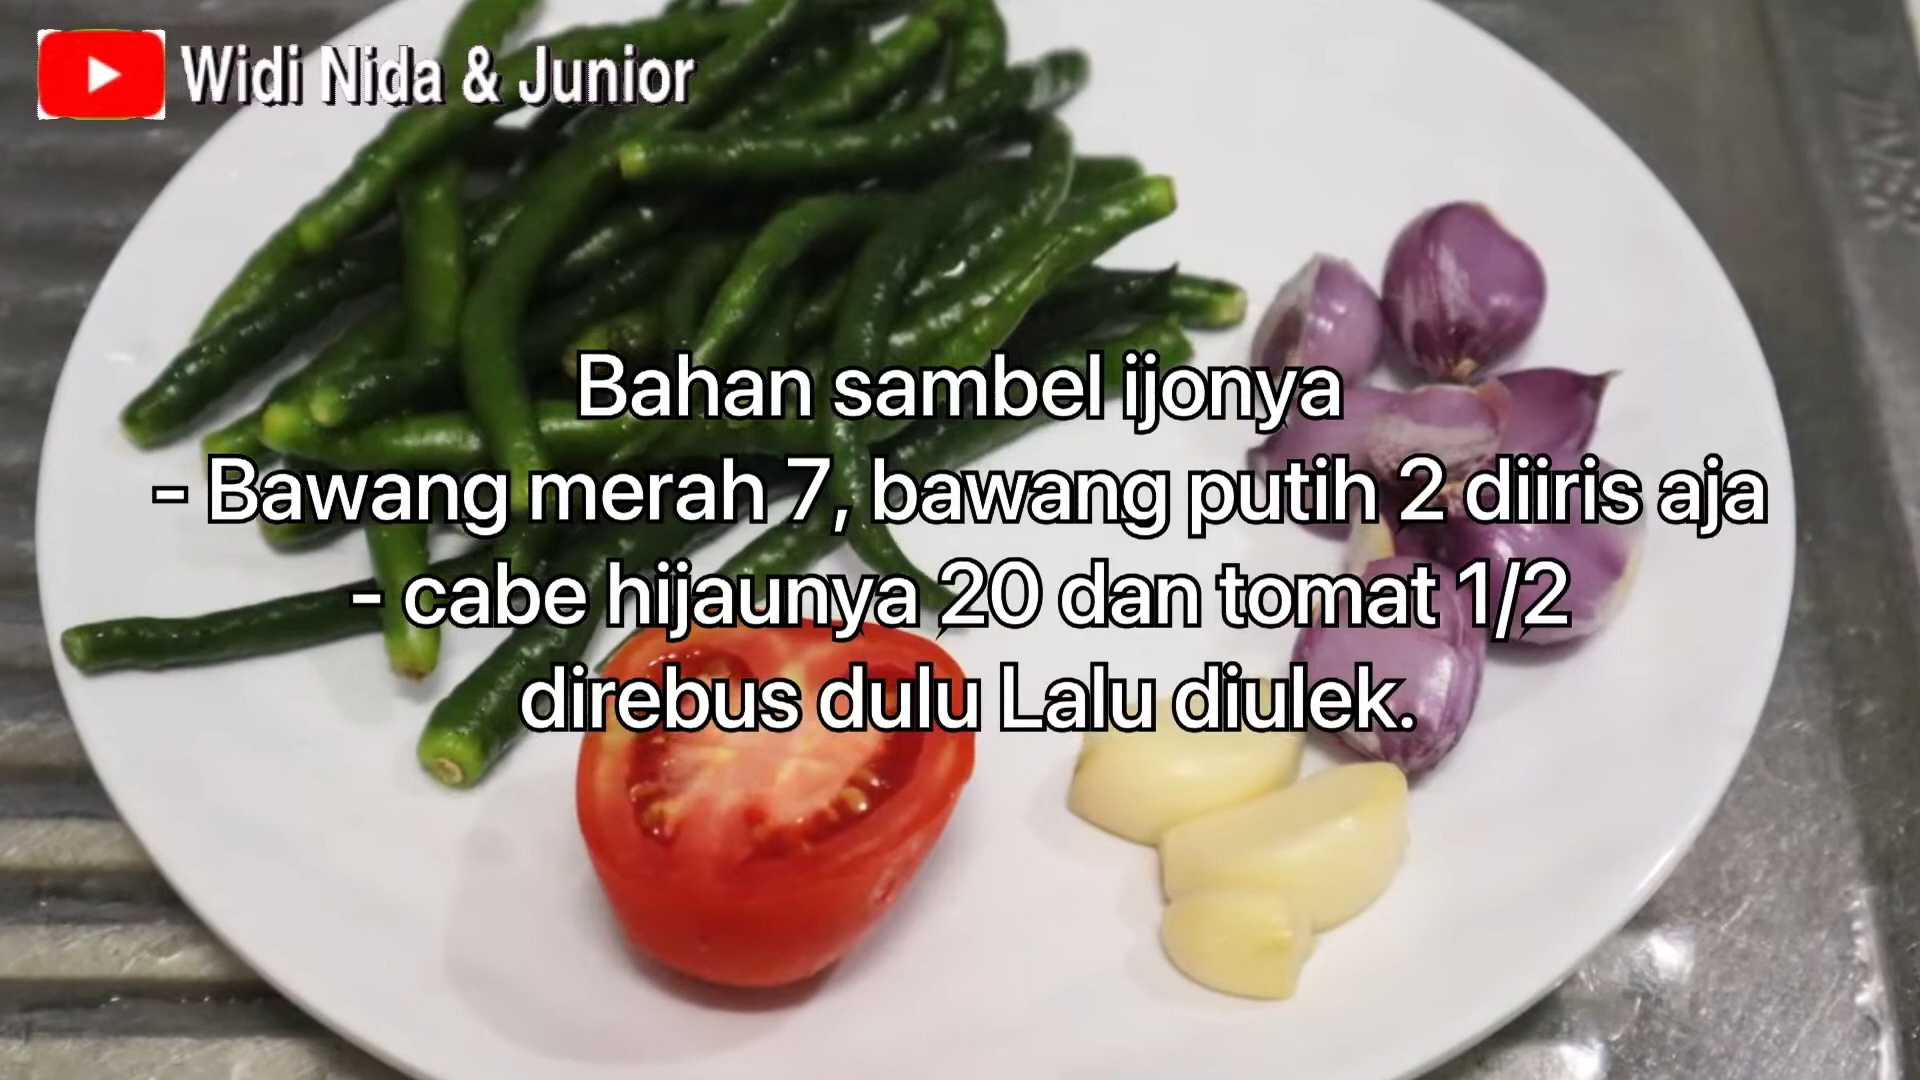 Widi Nida & Junior
Bahan sambel ijonya
- Bawang merah 7, bawang putih 2 diiris aja
- cabe hijaunya 20 dan tomat 1/2
direbus dulu Lalu diulek.